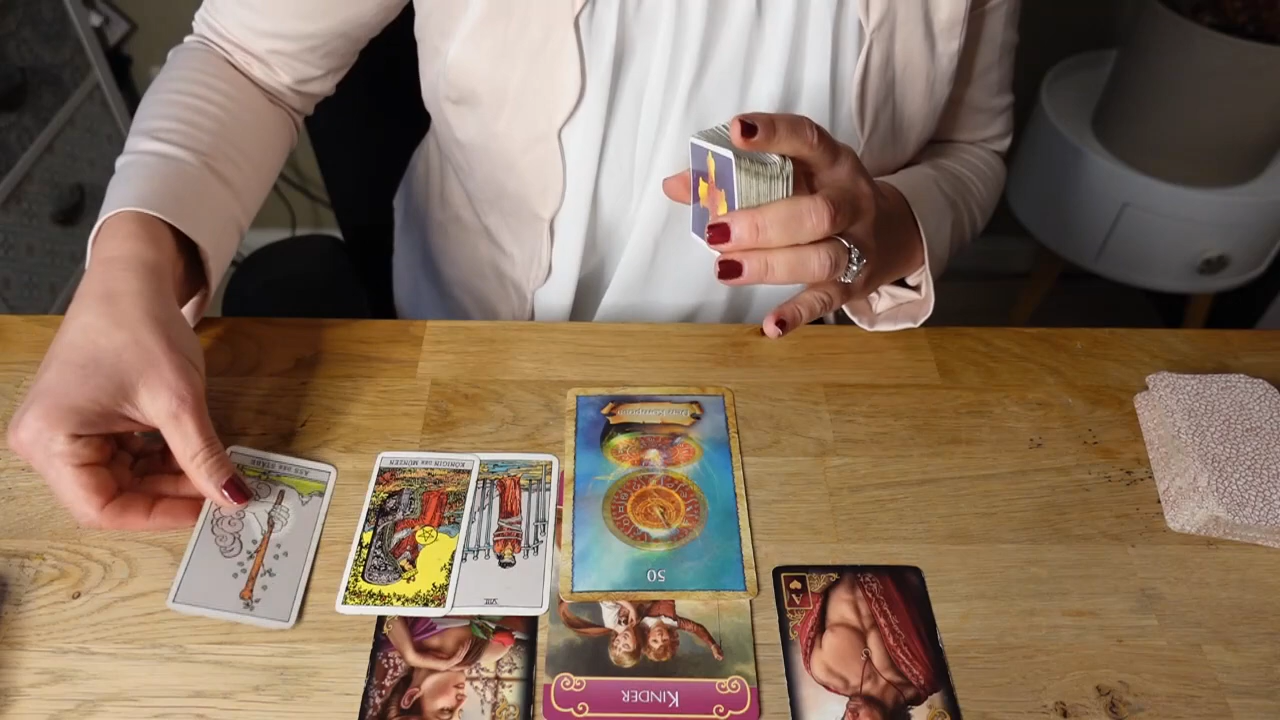 ASS DER STÄBE
KÖNIGIN DER MÜNZEN
VIII
50
KINDER
A